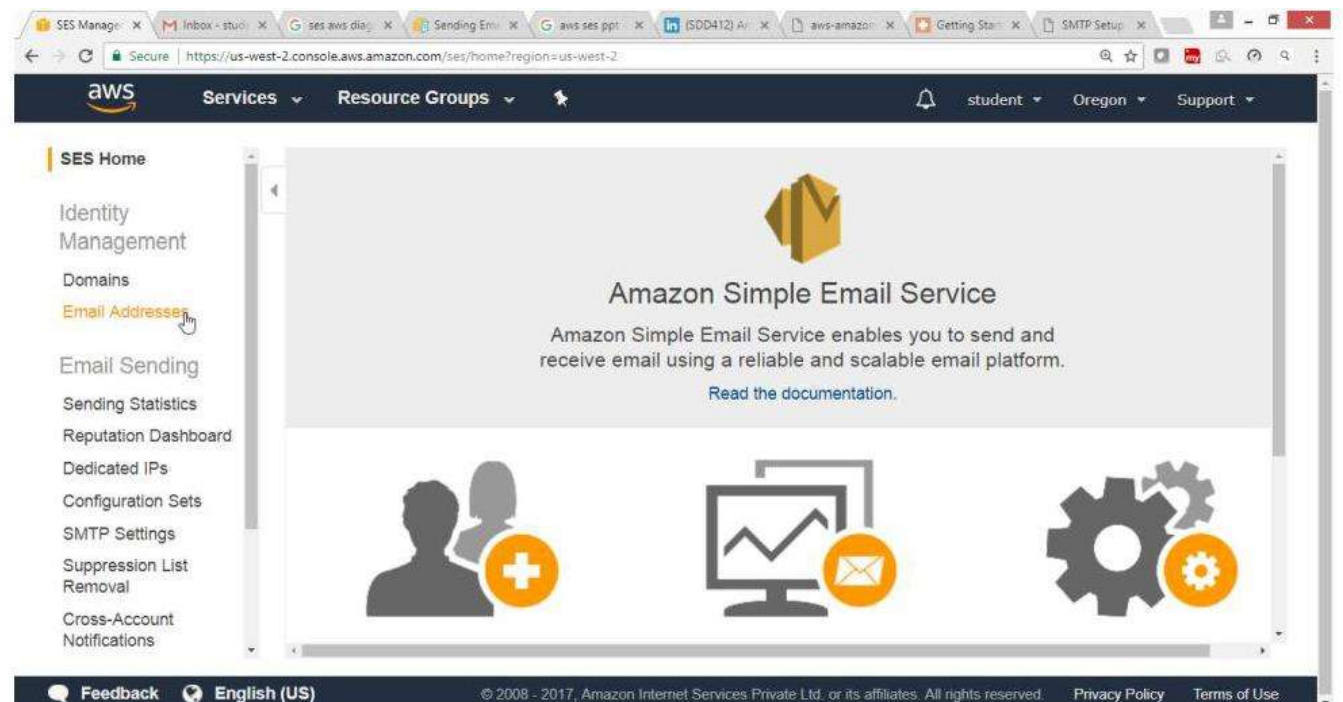 SES Manage
Inbox - stud
ses aws diag
Sending Em
aws ses ppt
(SDD412) A
aws-amazon
Getting Star
SMTP Setup
Secure https://us-west-2.console.aws.amazon.com/ses/home?region=us-west-2
aws Services Resource Groups student Oregon Support
SES Home
Identity
Management
Domains
Email Addresses
Email Sending
Sending Statistics
Reputation Dashboard
Dedicated IPs
Configuration Sets
SMTP Settings
Suppression List
Removal
Cross-Account
Notifications
Amazon Simple Email Service
Amazon Simple Email Service enables you to send and
receive email using a reliable and scalable email platform.
Read the documentation.
Feedback English (US) © 2008 - 2017, Amazon Internet Services Private Ltd. or its affiliates. All rights reserved. Privacy Policy Terms of Use